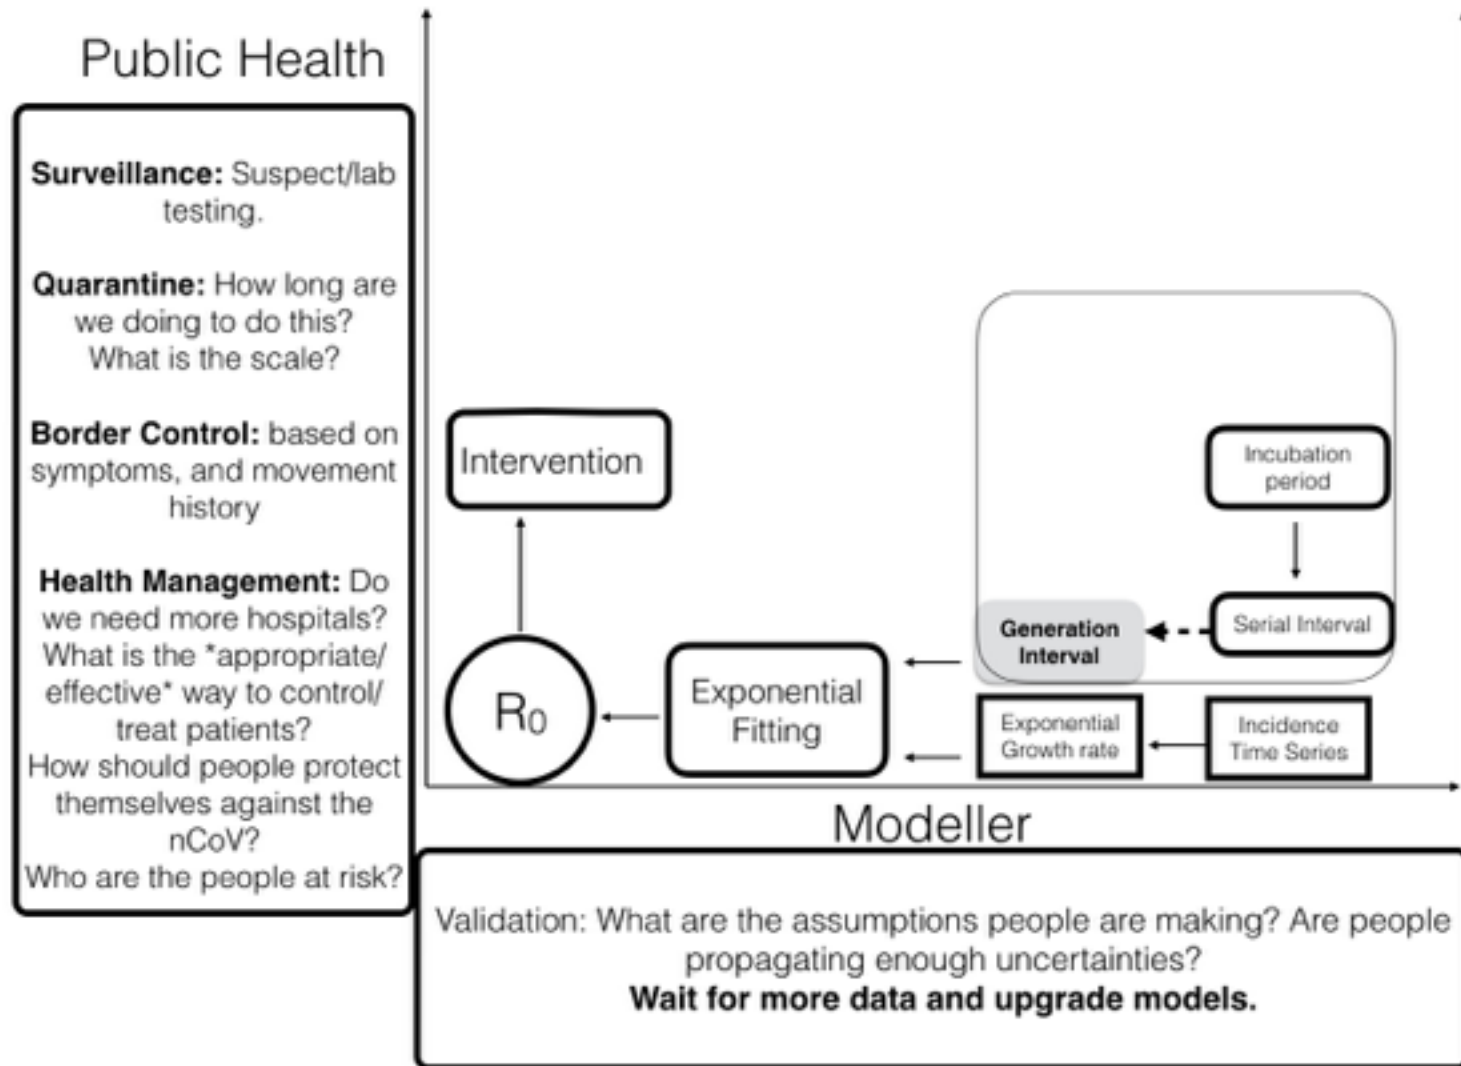 Public Health
Surveillance: Suspect/lab
testing.
Quarantine: How long are
we doing to do this?
What is the scale?
Border Control: based on
symptoms, and movement
history
Health Management: Do
we need more hospitals?
What is the *appropriate/
effective* way to control/
treat patients?
How should people protect
themselves against the
nCoV?
Who are the people at risk?
Intervention
R0
Exponential
Fitting
Generation
Interval
Exponential
Growth rate
Incubation
period
Serial Interval
Incidence
Time Series
Modeller
Validation: What are the assumptions people are making? Are people
propagating enough uncertainties?
Wait for more data and upgrade models.